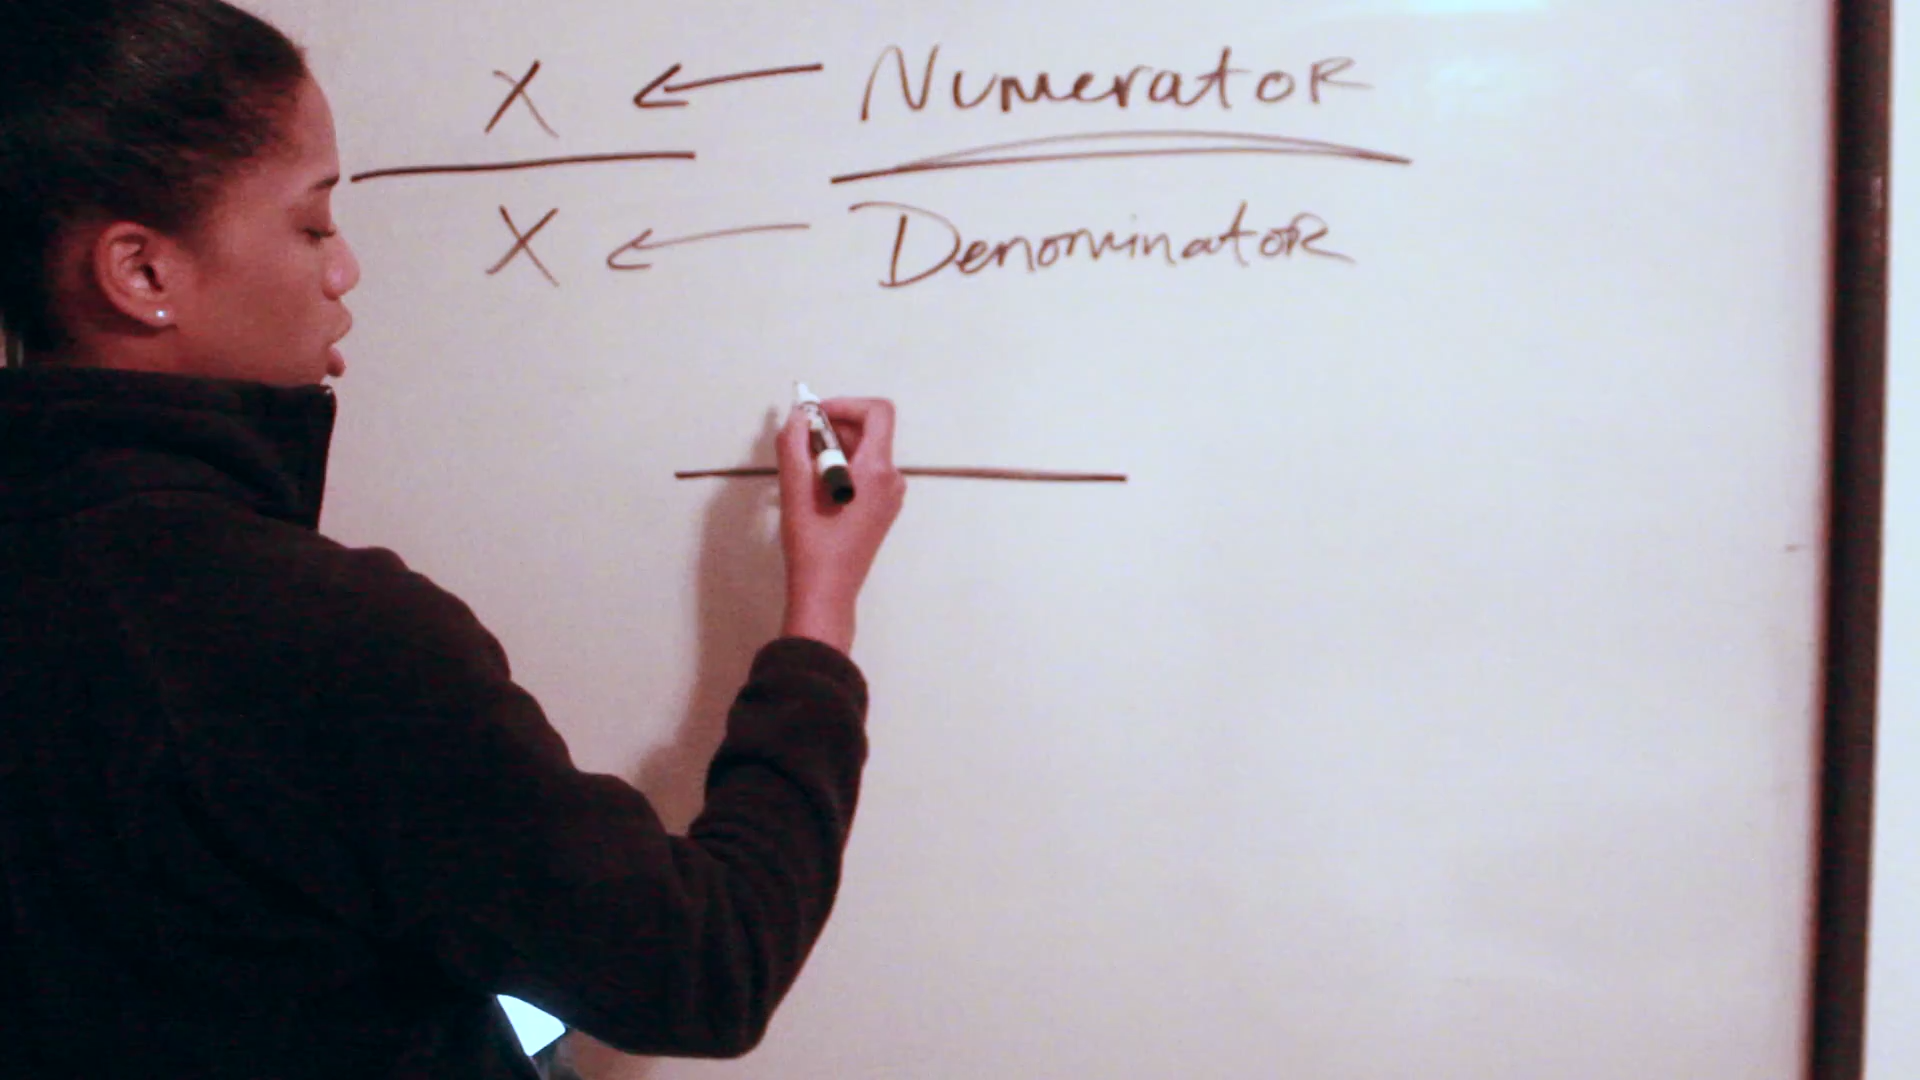 X ← Numerator
X ← Denominator